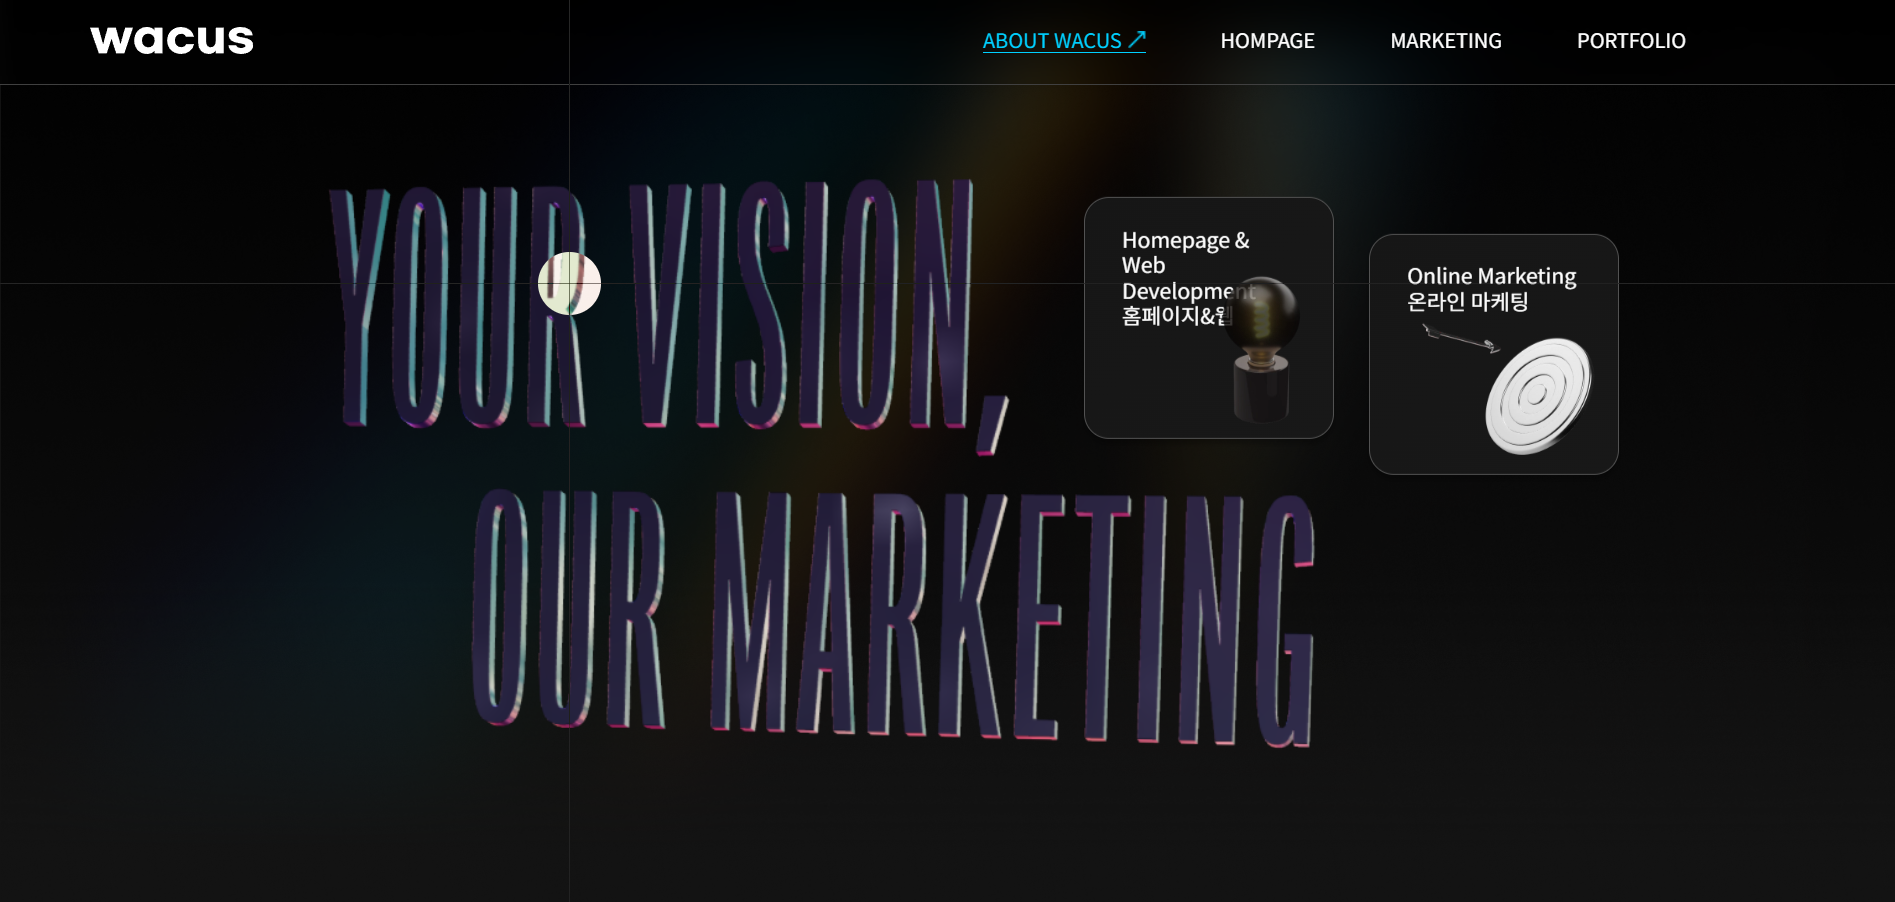 wacus
ABOUT WACUS ↗
HOMPAGE
MARKETING
PORTFOLIO
YOUR VISION,
OUR MARKETING
Homepage &
Web
Development
홈페이지&웹
Online Marketing
온라인 마케팅